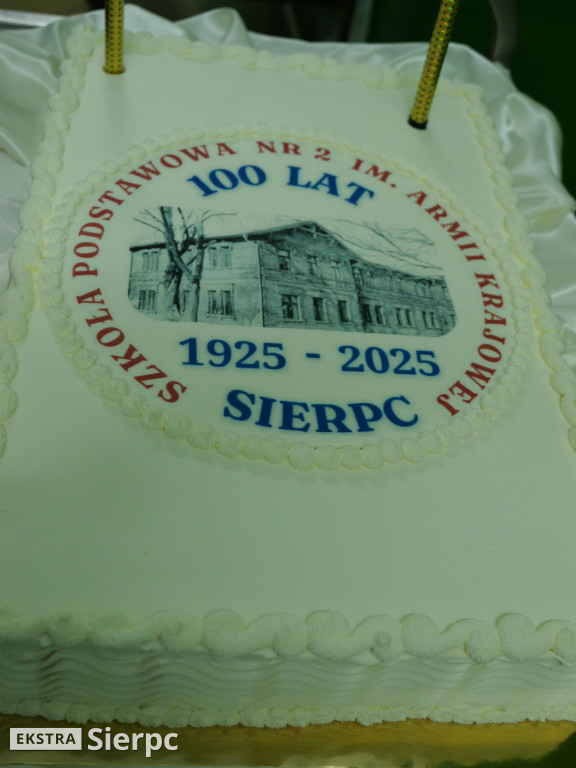 SZKOŁA PODSTAWOWA NR 2 IM. ARMII KRAJOWEJ
100 LAT
1925 - 2025
SIERPC
EKSTRA Sierpc